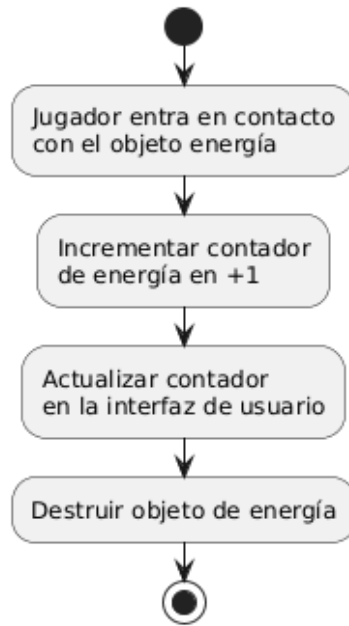 Jugador entra en contacto
con el objeto energía
Incrementar contador
de energía en +1
Actualizar contador
en la interfaz de usuario
Destruir objeto de energía